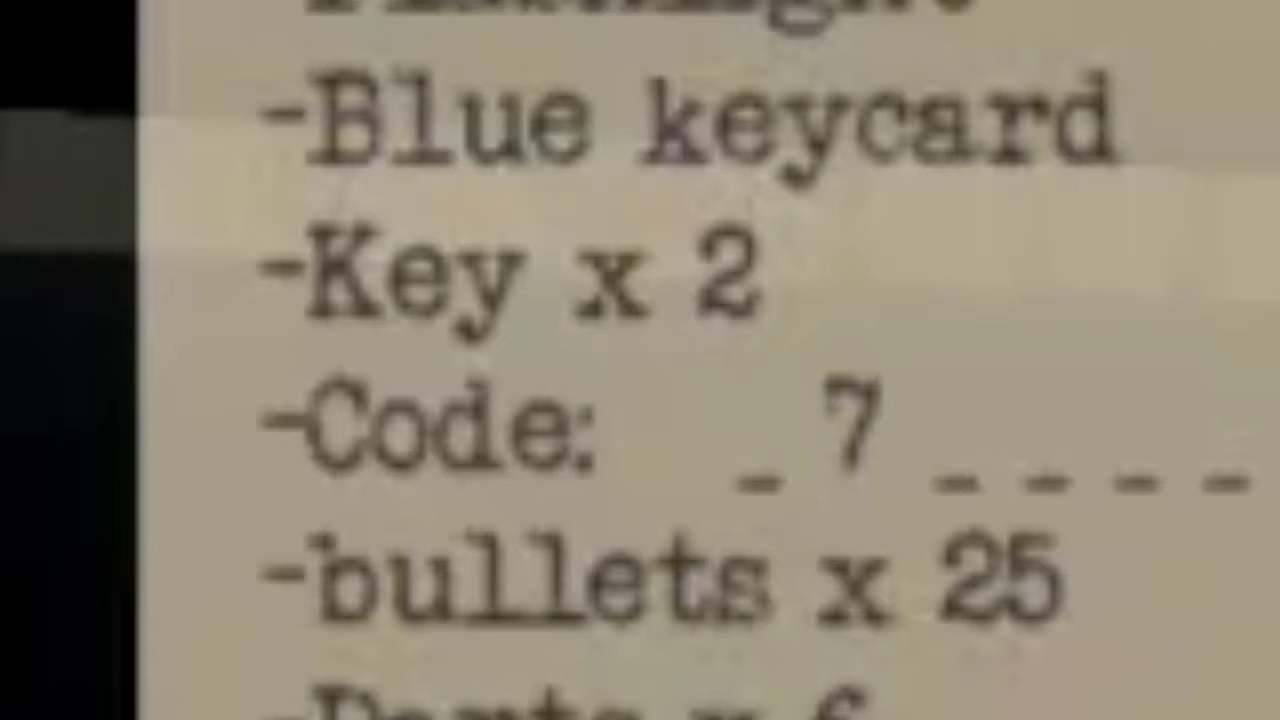 -Blue keycard
-Key x 2
-Code: _ 7 _ _ _ _
-bullets x 25